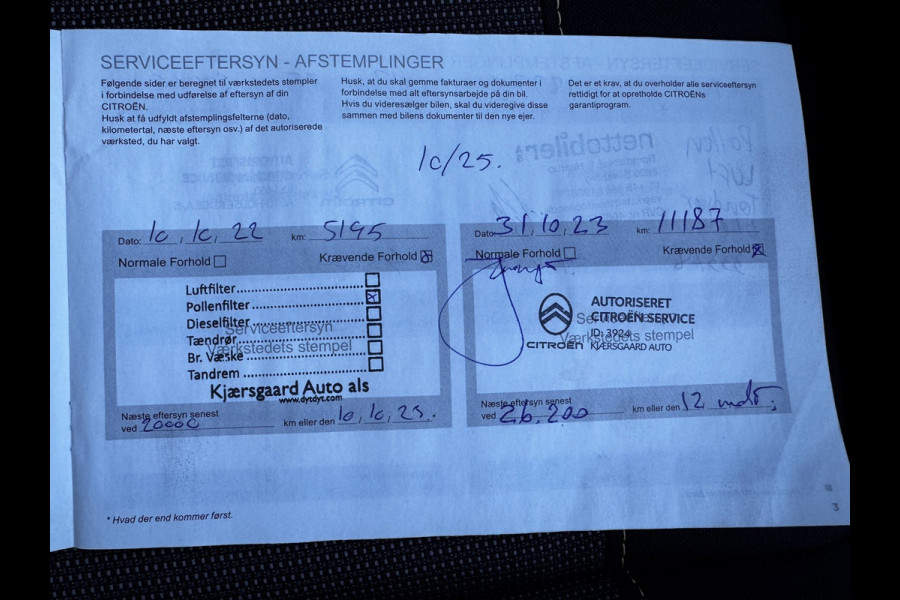 SERVICEEFTERSYN - AFSTEMPLINGER
Følgende sider er beregnet til værkstedets stempler
i forbindelse med udførelse af eftersyn af din
CITROËN.
Husk at få udfyldt afstemplingsfelterne (dato,
kilometertal, næste eftersyn osv.) af det autoriserede
værksted, du har valgt.
Husk, at du skal gemme fakturaer og dokumenter i
forbindelse med alt eftersynsarbejde på din bil.
Hvis du videresælger bilen, skal du videregive disse
sammen med bilens dokumenter til den nye ejer.
Det er et krav, at du overholder alle serviceeftersyn
rettidigt for at opretholde CITROËNs
garantiprogram.
10/25.
Dato: 10,10,22 km: 5195
Normale Forhold Krævende Forhold
Luftfilter
Pollenfilter
Dieselfilter
Serviceeftersyn
Tændrør
Værkstedets stempel
Br. Væske
Tandrem
Kjærsgaard Auto als
www.dytdyt.com
Næste eftersyn senest
ved 20000 km eller den 10,10,23.
Dato: 31,10,23 km: 11187
Normale Forhold Krævende Forhold
AUTORISERET
CITROËN SERVICE
ID: 3924
Værkstedets stempel
CITROËN KJÆRSGAARD AUTO
Næste eftersyn senest
ved 26,200 km eller den 12 mdr;
* Hvad der end kommer først.
3